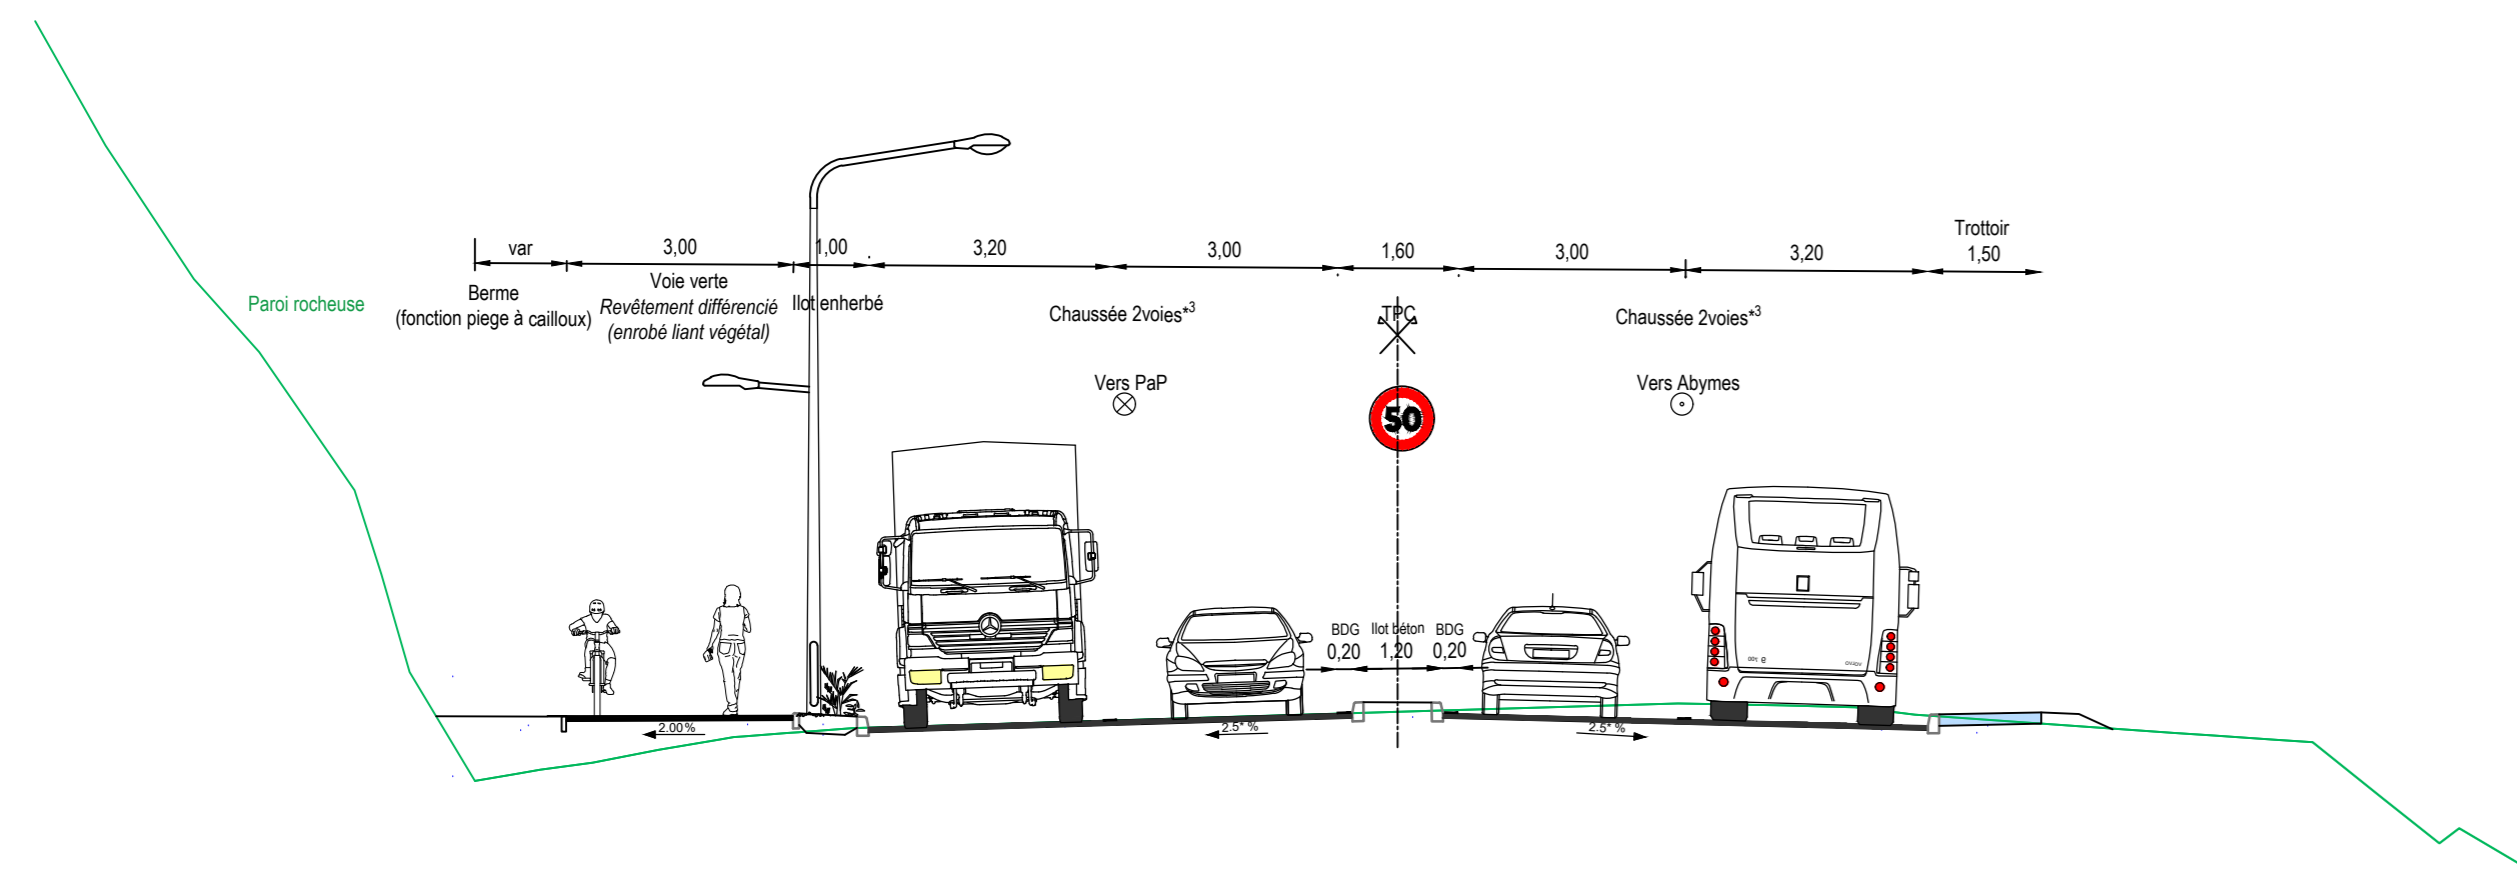 Trottoir
var 3,00 1,00 3,20 3,00 1,60 3,00 3,20 1,50
Paroi rocheuse
Berme
(fonction piege à cailloux)
Voie verte
Revêtement différencié
(enrobé liant végétal)
Ilot enherbé
Chaussée 2voies*3
TPC
Chaussée 2voies*3
Vers PaP
Vers Abymes
50
BDG Ilot béton BDG
0,20 1,20 0,20
2.00%
2.5* %
2.5* %